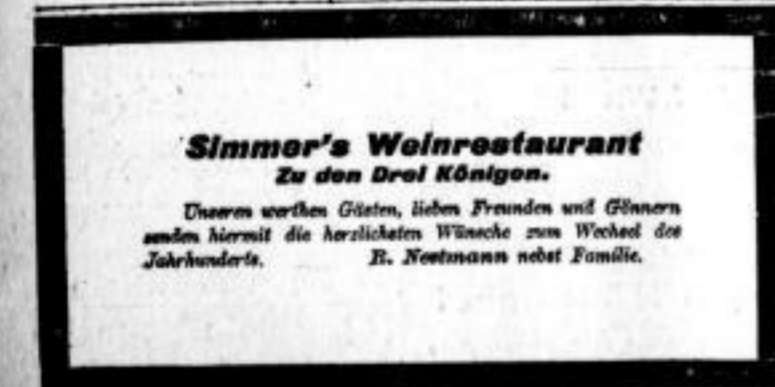 Simmer's Weinrestaurant
Zu den Drei Königen.
Unseren werthen Gästen, lieben Freunden und Gönnern
senden hiermit die herzlichsten Wünsche zum Wechsel des
Jahrhunderts. R. Nestmann nebst Familie.